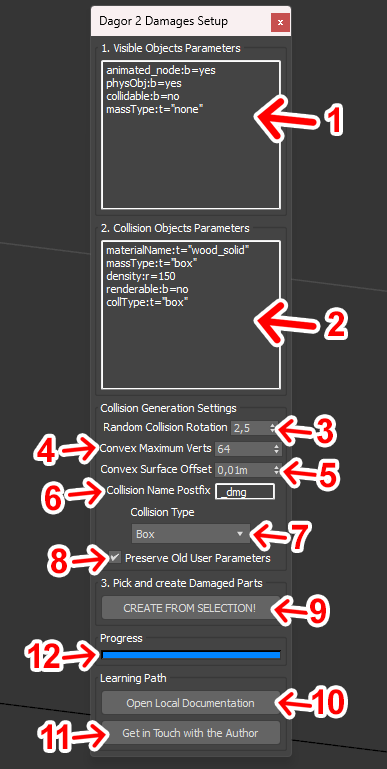 Dagor 2 Damages Setup
x
1. Visible Objects Parameters
animated_node:b=yes
physObj:b=yes
collidable:b=no
massType:t="none"
1
2. Collision Objects Parameters
materialName:t="wood_solid"
massType:t="box"
density:r=150
renderable:b=no
collType:t="box"
2
Collision Generation Settings
Random Collision Rotation 2,5 3
4 Convex Maximum Verts 64
Convex Surface Offset 0,01m 5
6 Collision Name Postfix _dmg
Collision Type
Box 7
8 Preserve Old User Parameters
3. Pick and create Damaged Parts
CREATE FROM SELECTION! 9
Progress
12
Learning Path
Open Local Documentation 10
11 Get in Touch with the Author